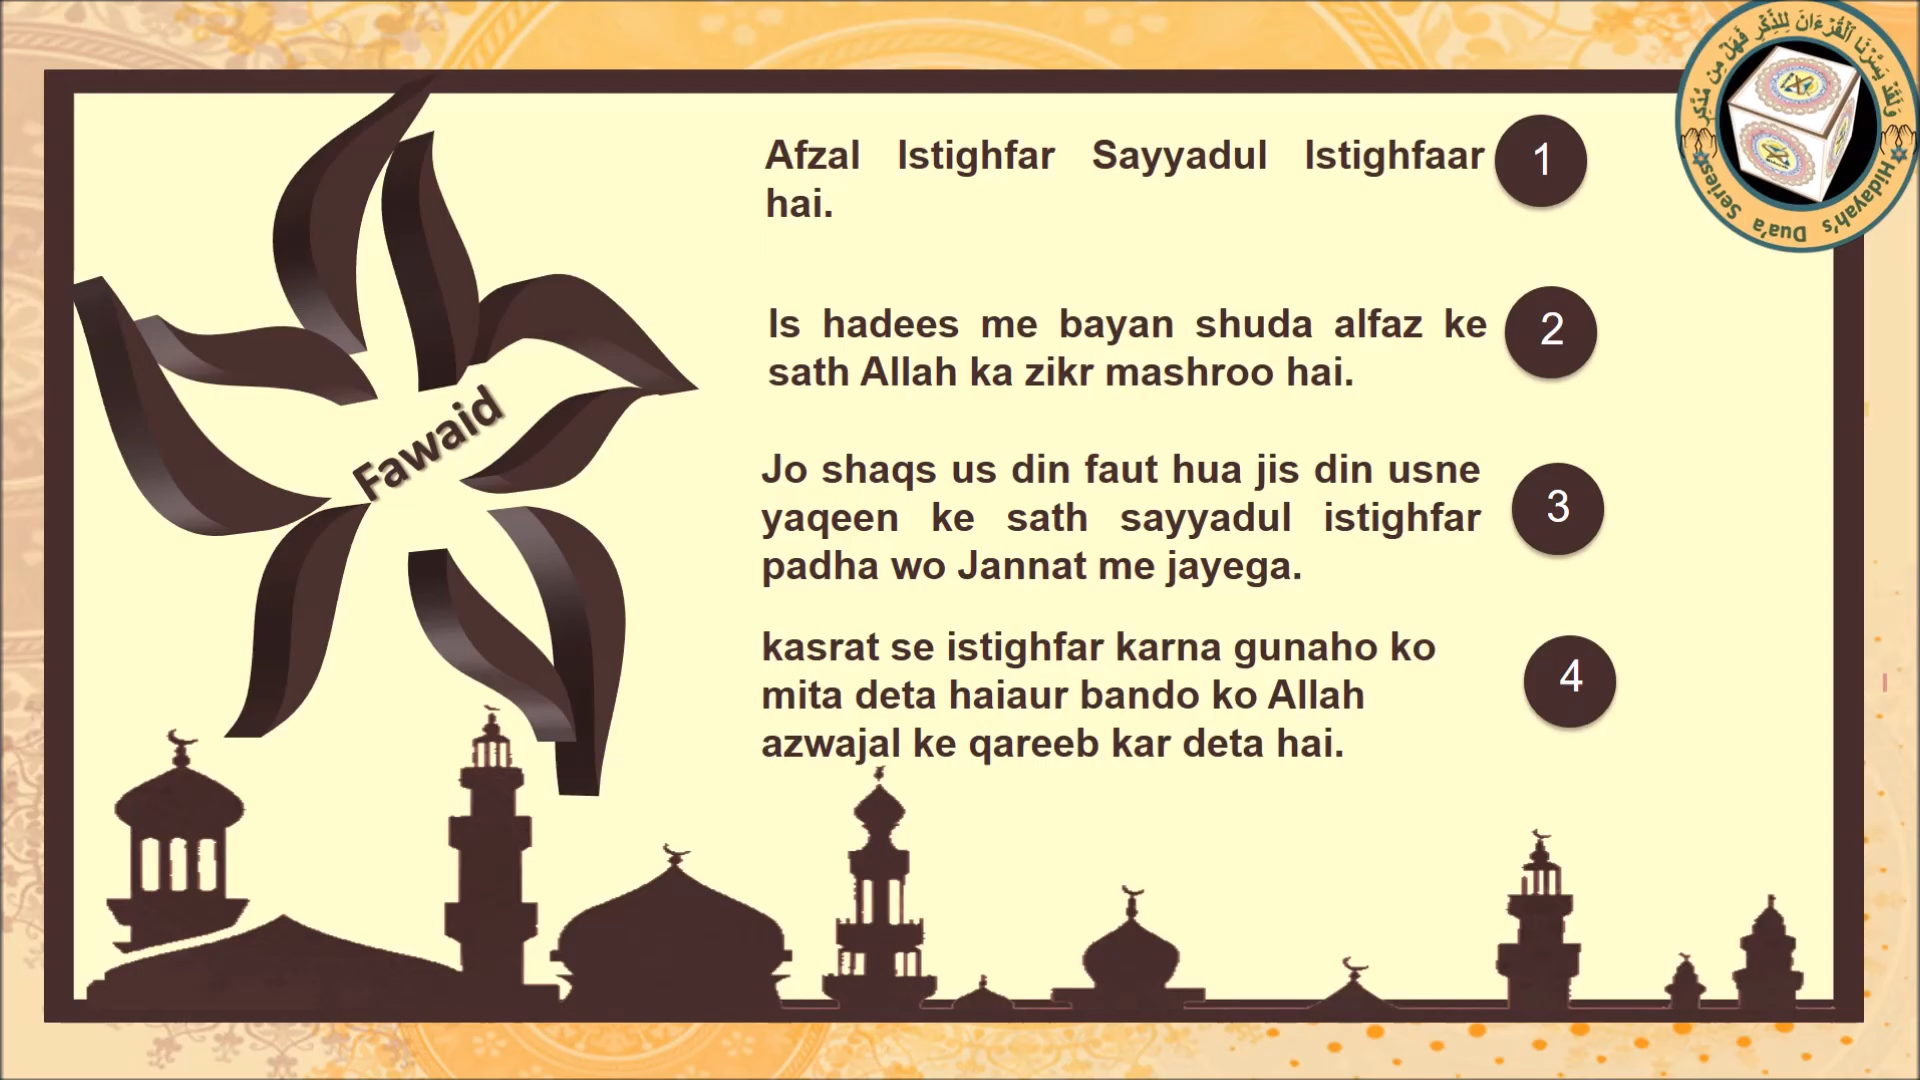 Afzal Istighfar Sayyadul Istighfaar
hai.
1
Is hadees me bayan shuda alfaz ke
sath Allah ka zikr mashroo hai.
2
Jo shaqs us din faut hua jis din usne
yaqeen ke sath sayyadul istighfar
padha wo Jannat me jayega.
3
kasrat se istighfar karna gunaho ko
mita deta haiaur bando ko Allah
azwajal ke qareeb kar deta hai.
4
Fawaid
وَلَقَدْ يَسَّرْنَا ٱلْقُرْءَانَ لِلذِّكْرِ فَهَلْ مِن مُّدَّكِرٍ
Hidayah's Dua'a Series